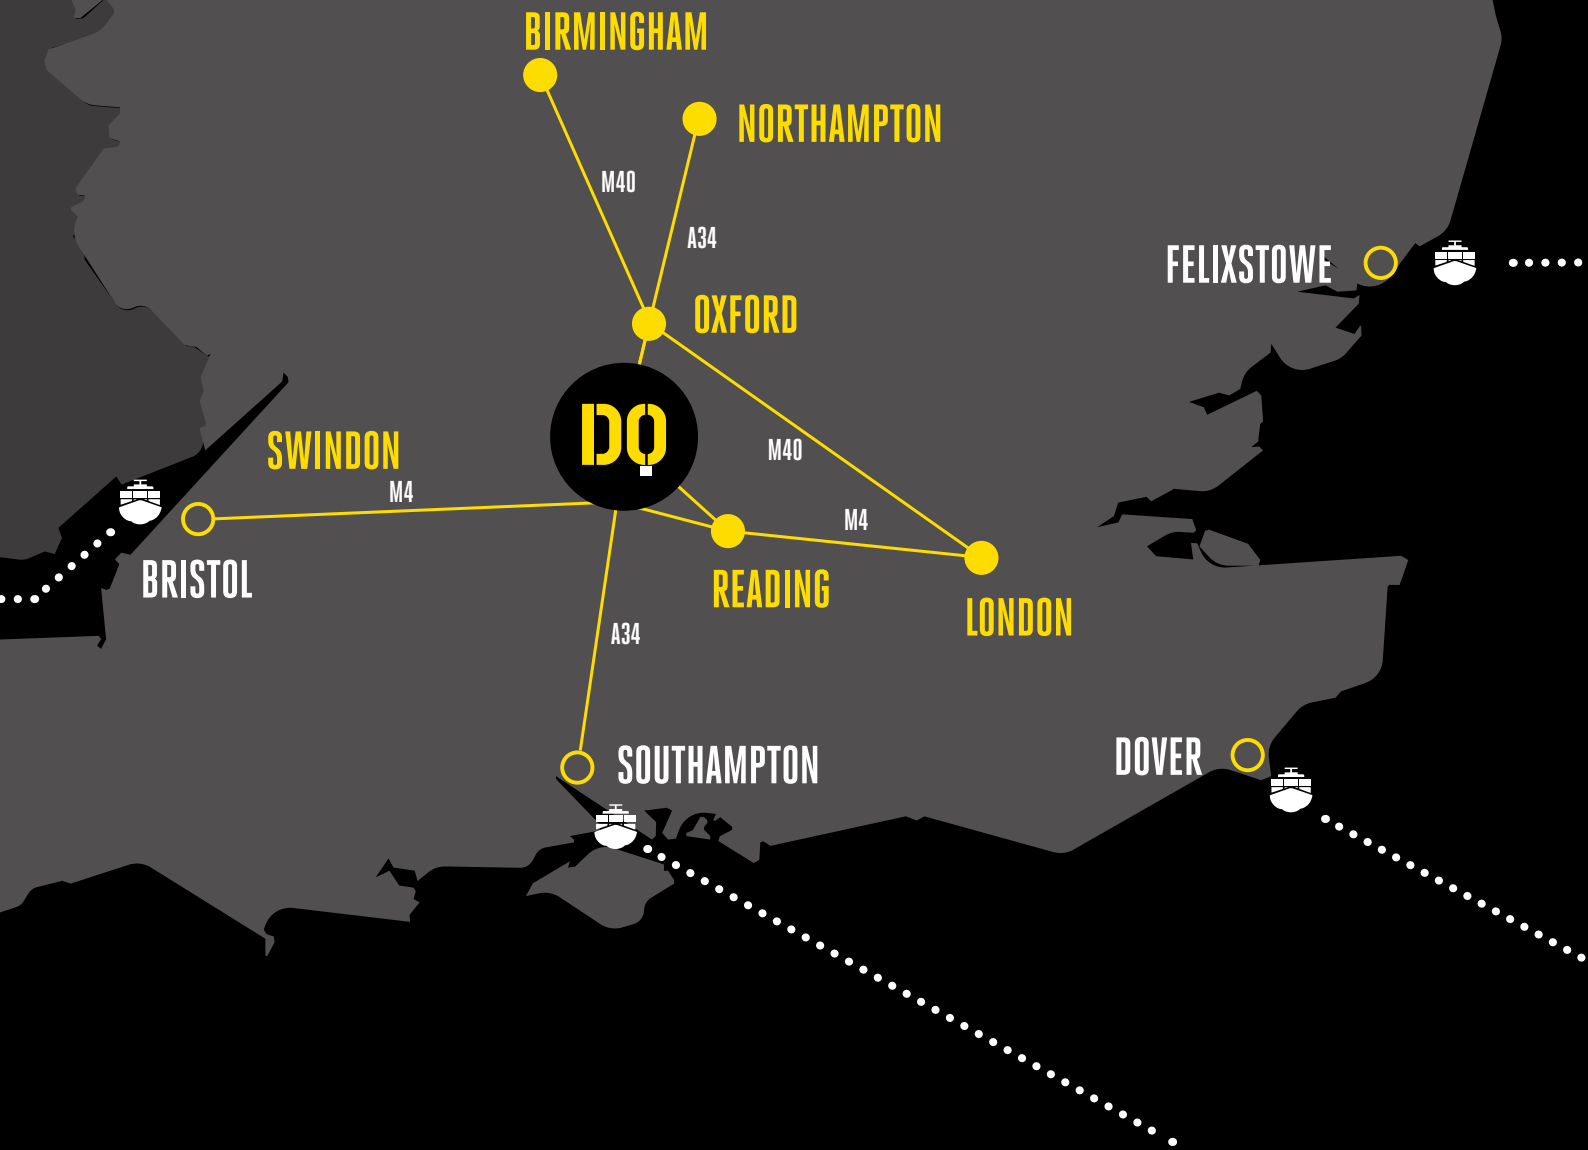 BIRMINGHAM
NORTHAMPTON
M40
A34
FELIXSTOWE
OXFORD
DQ
SWINDON
M40
M4
M4
BRISTOL
READING
LONDON
A34
SOUTHAMPTON
DOVER